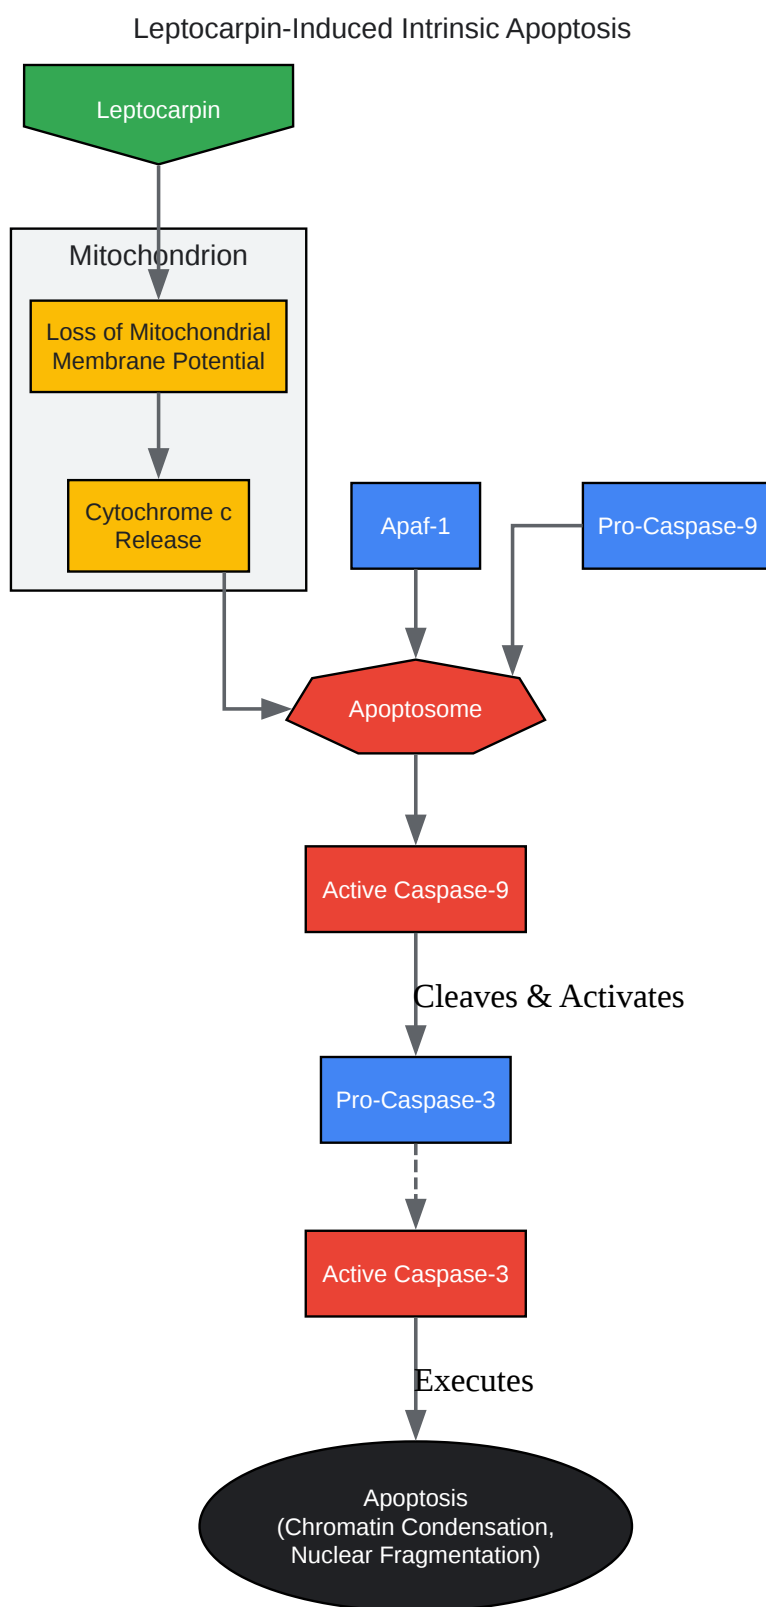 Leptocarpin-Induced Intrinsic Apoptosis
Leptocarpin
Mitochondrion
Loss of Mitochondrial
Membrane Potential
Cytochrome c
Release
Apaf-1
Pro-Caspase-9
Apoptosome
Active Caspase-9
Cleaves & Activates
Pro-Caspase-3
Active Caspase-3
Executes
Apoptosis
(Chromatin Condensation,
Nuclear Fragmentation)